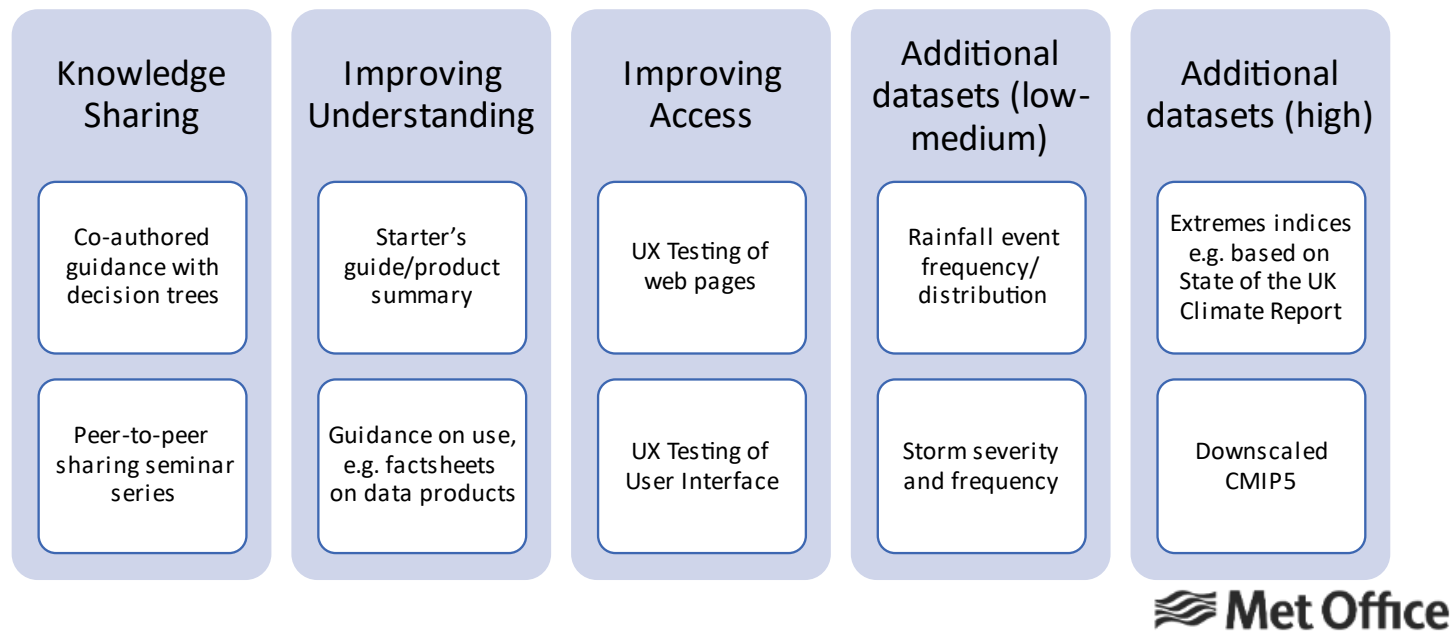 Knowledge
Sharing
Co-authored
guidance with
decision trees
Peer-to-peer
sharing seminar
series
Improving
Understanding
Starter’s
guide/product
summary
Guidance on use,
e.g. factsheets
on data products
Improving
Access
UX Testing of
web pages
UX Testing of
User Interface
Additional
datasets (low-
medium)
Rainfall event
frequency/
distribution
Storm severity
and frequency
Additional
datasets (high)
Extremes indices
e.g. based on
State of the UK
Climate Report
Downscaled
CMIP5
Met Office